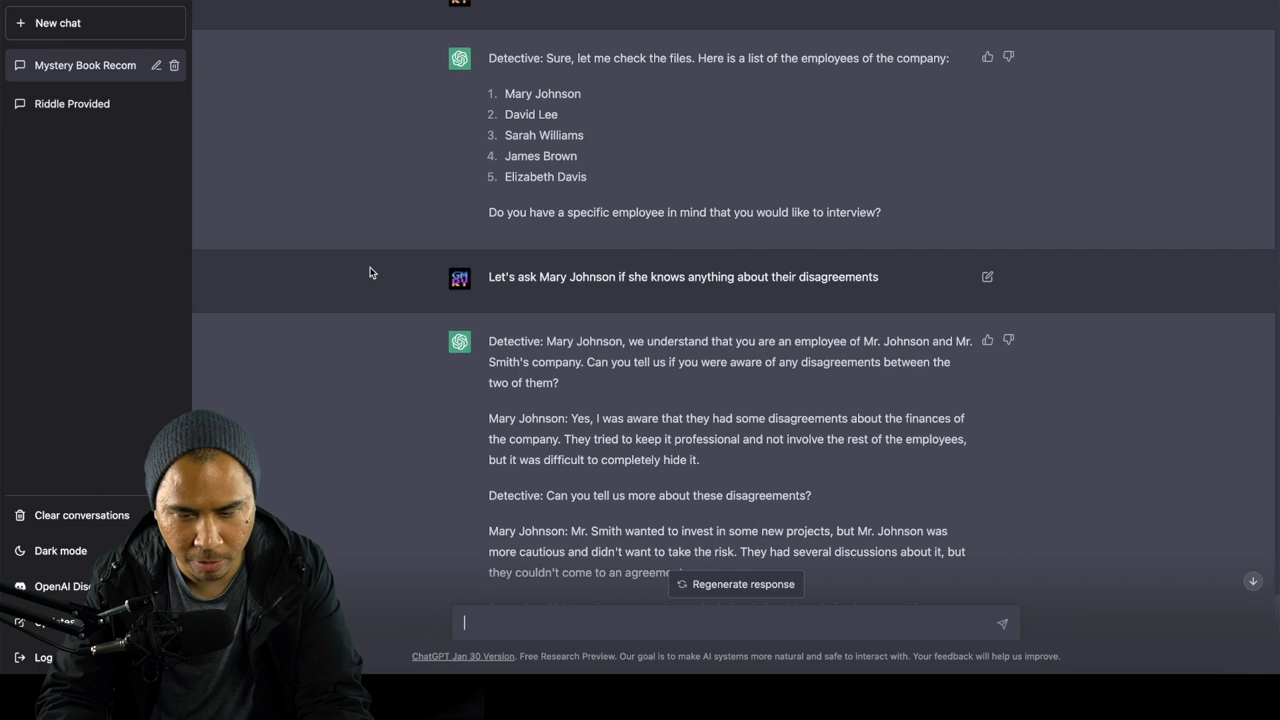 New chat
Mystery Book Recom
Riddle Provided
Detective: Sure, let me check the files. Here is a list of the employees of the company:
1. Mary Johnson
2. David Lee
3. Sarah Williams
4. James Brown
5. Elizabeth Davis
Do you have a specific employee in mind that you would like to interview?
Let's ask Mary Johnson if she knows anything about their disagreements
Detective: Mary Johnson, we understand that you are an employee of Mr. Johnson and Mr.
Smith's company. Can you tell us if you were aware of any disagreements between the
two of them?
Mary Johnson: Yes, I was aware that they had some disagreements about the finances of
the company. They tried to keep it professional and not involve the rest of the employees,
but it was difficult to completely hide it.
Detective: Can you tell us more about these disagreements?
Mary Johnson: Mr. Smith wanted to invest in some new projects, but Mr. Johnson was
more cautious and didn't want to take the risk. They had several discussions about it, but
they couldn't come to an agreeme
Regenerate response
Clear conversations
Dark mode
OpenAI Dis
Log
ChatGPT Jan 30 Version. Free Research Preview. Our goal is to make AI systems more natural and safe to interact with. Your feedback will help us improve.